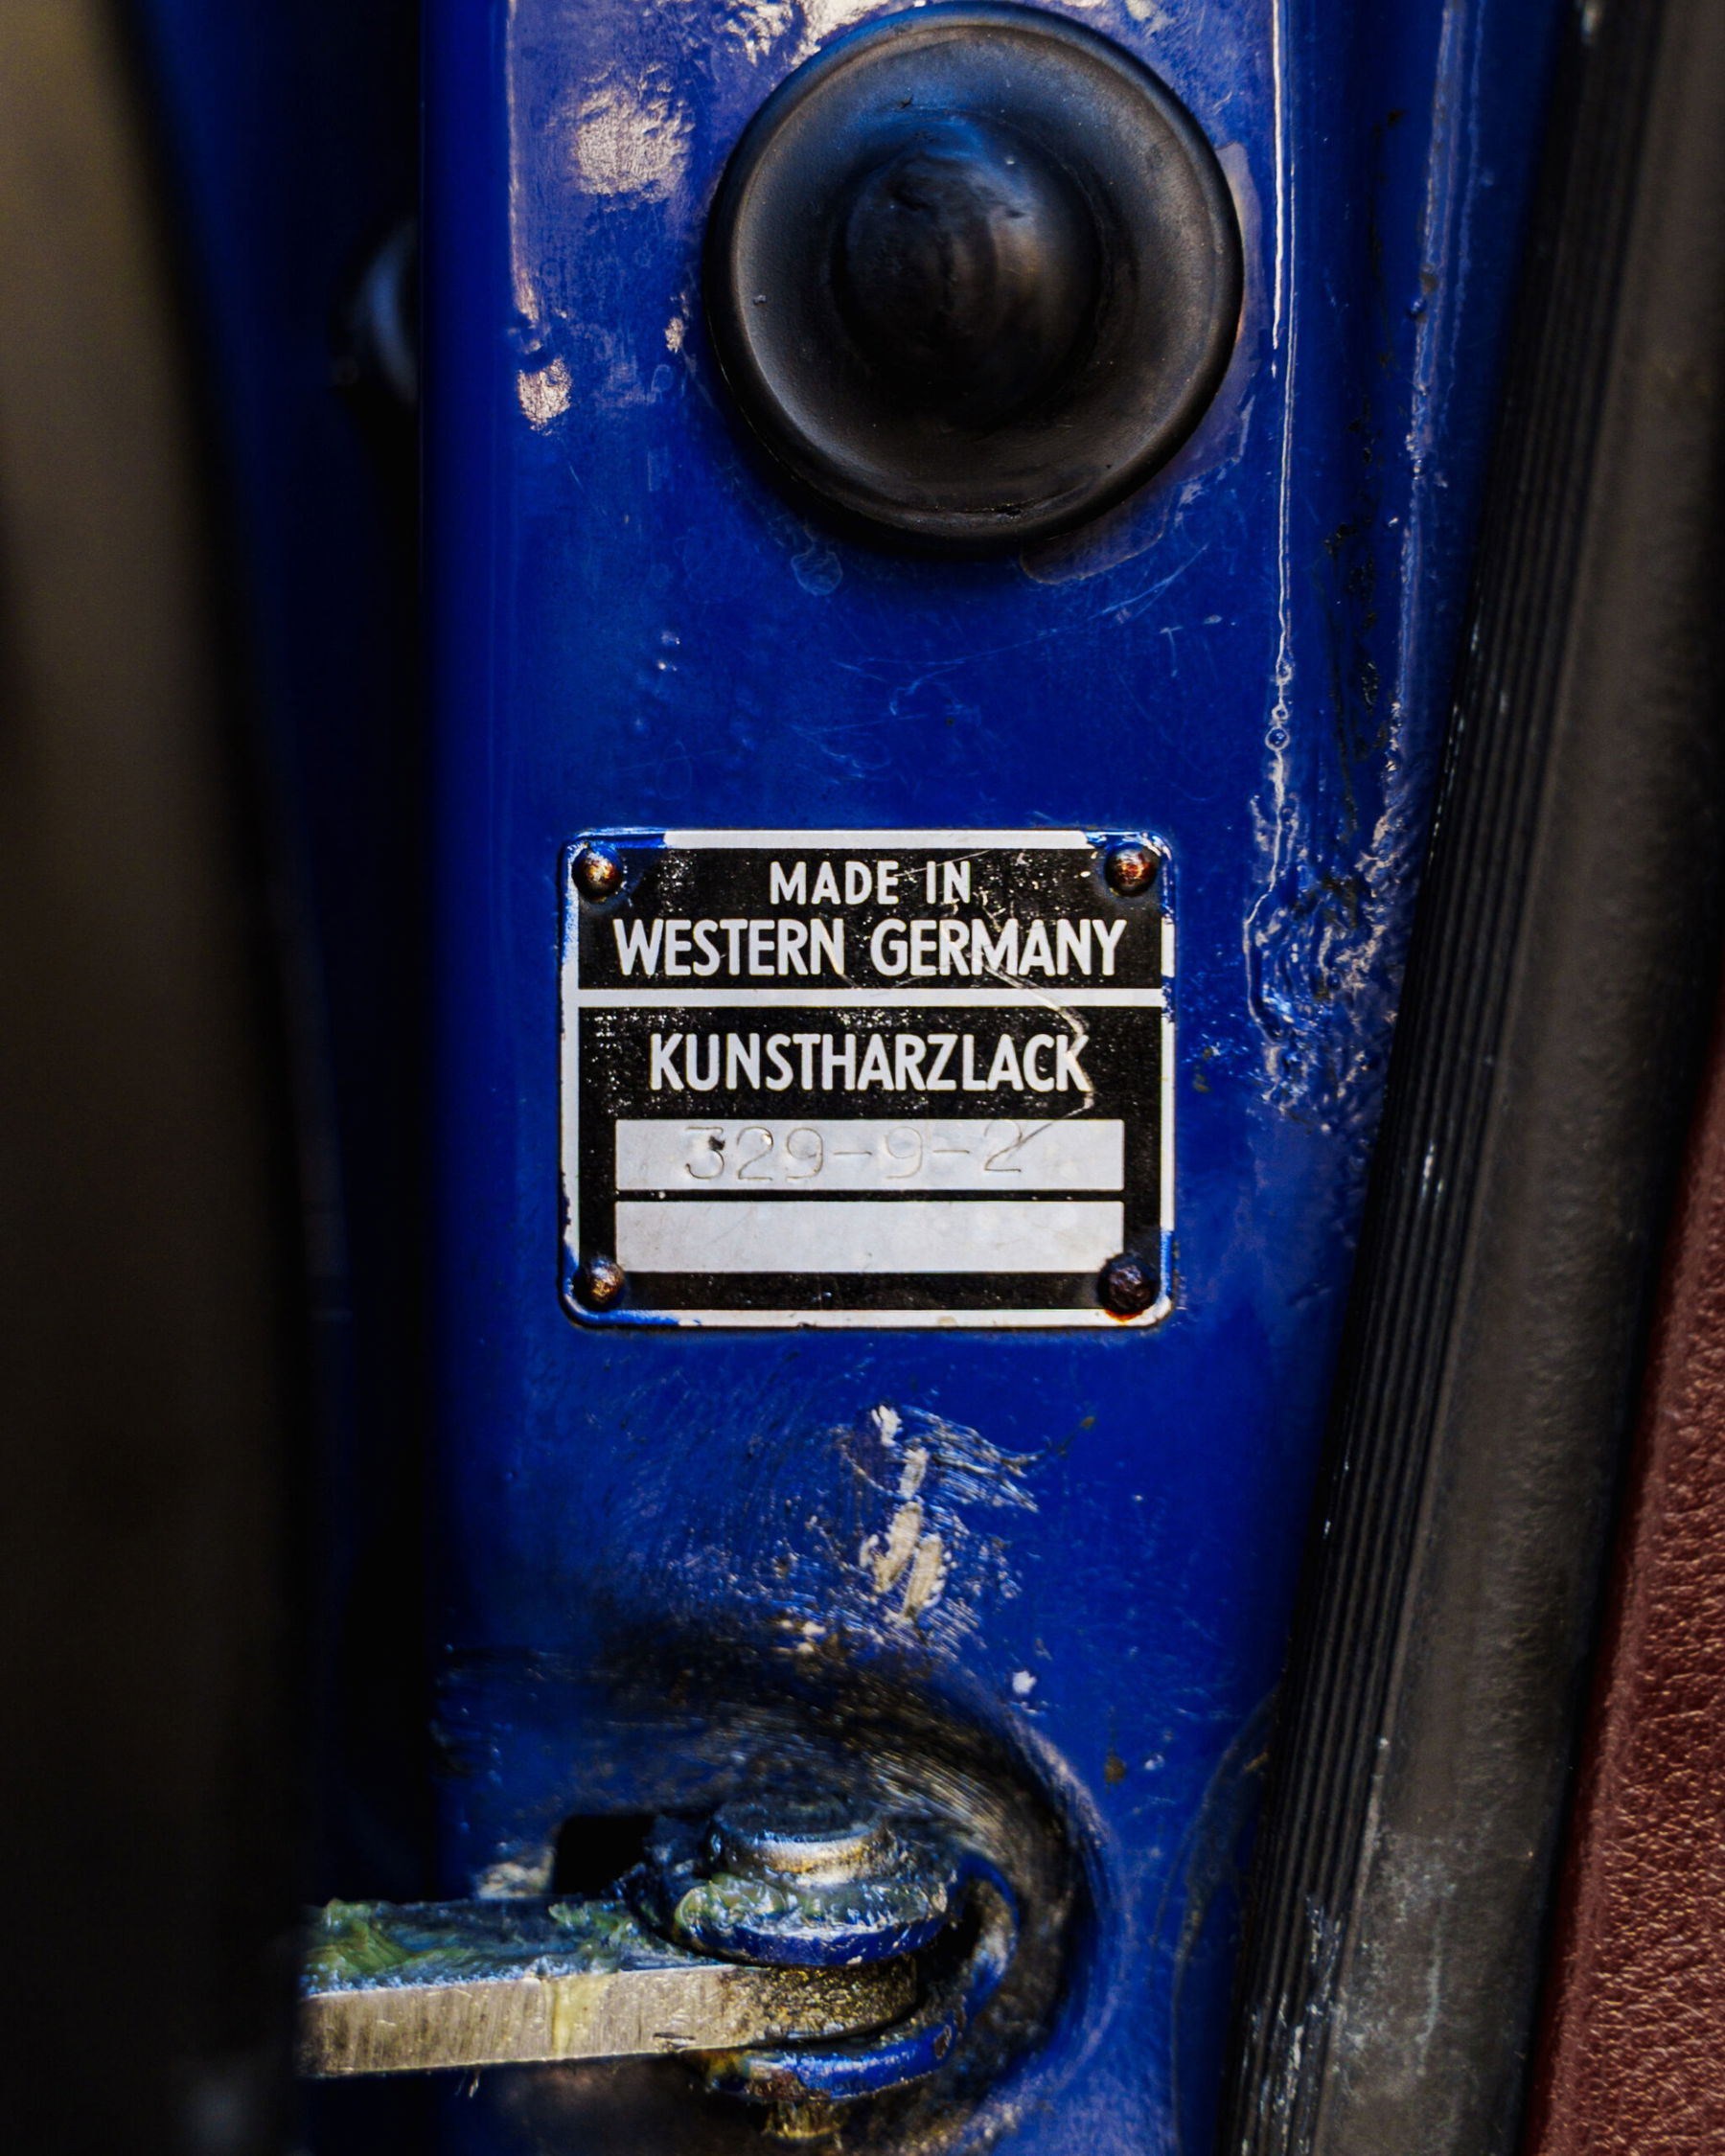 MADE IN
WESTERN GERMANY
KUNSTHARZLACK
329-9-2